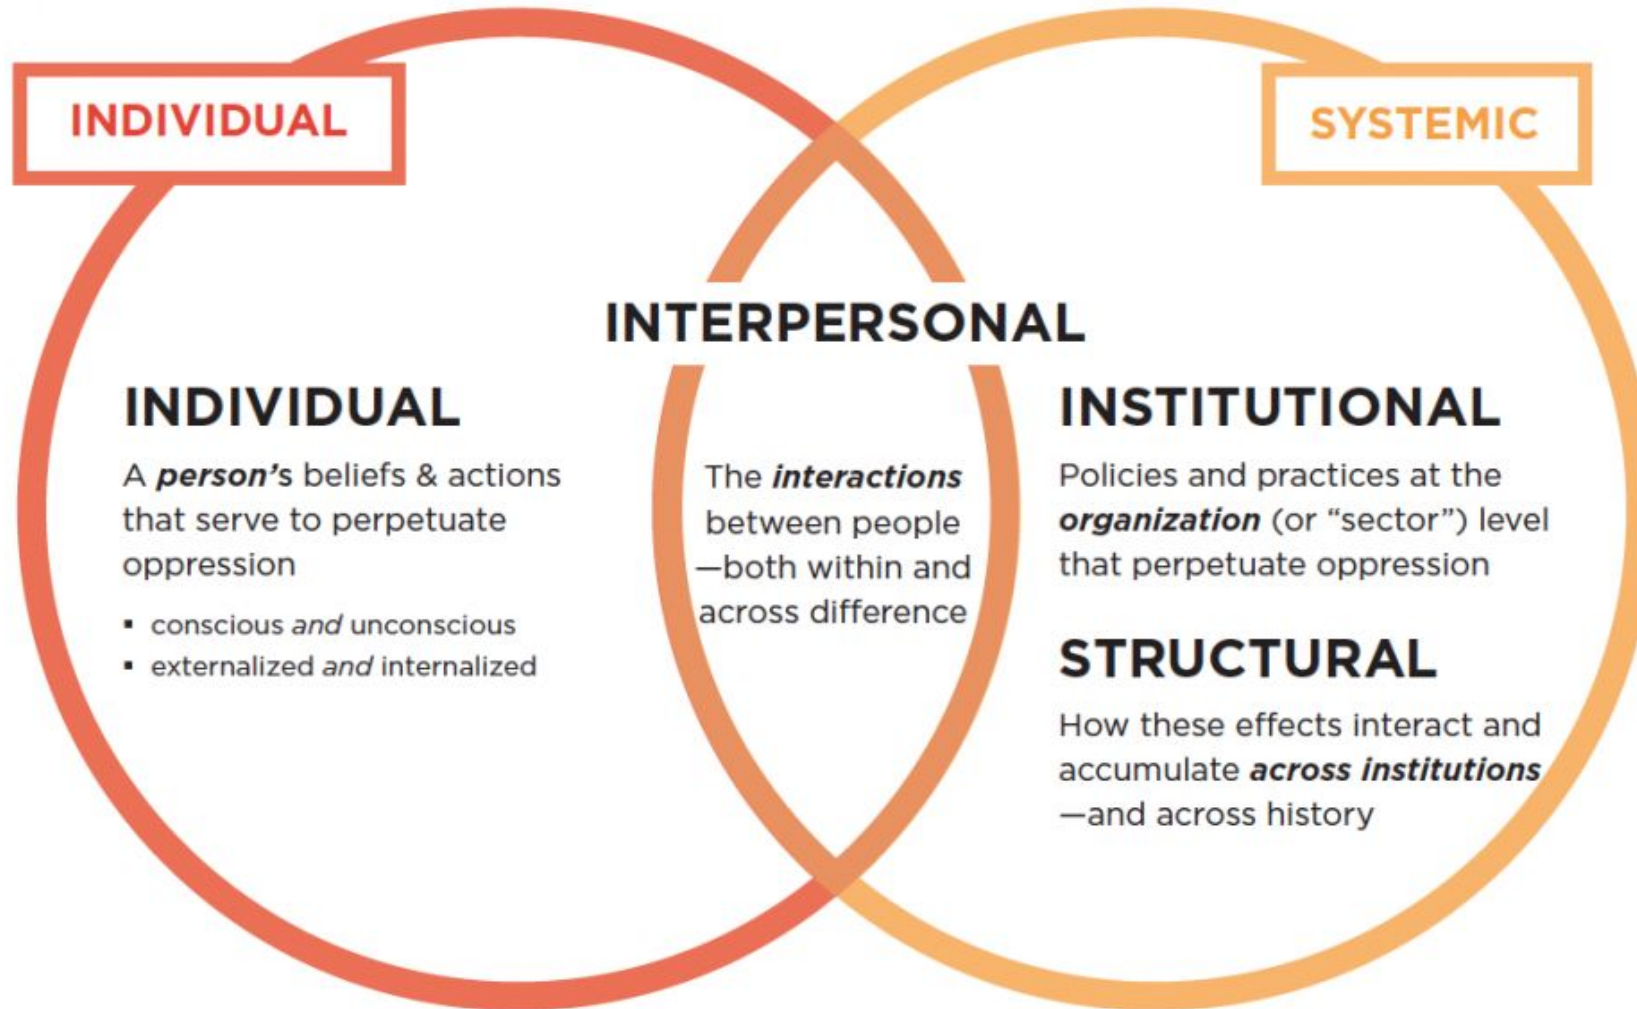 INDIVIDUAL
SYSTEMIC
INTERPERSONAL
INDIVIDUAL
A person's beliefs & actions
that serve to perpetuate
oppression
▪ conscious and unconscious
▪ externalized and internalized
The interactions
between people
—both within and
across difference
INSTITUTIONAL
Policies and practices at the
organization (or “sector”) level
that perpetuate oppression
STRUCTURAL
How these effects interact and
accumulate across institutions
—and across history